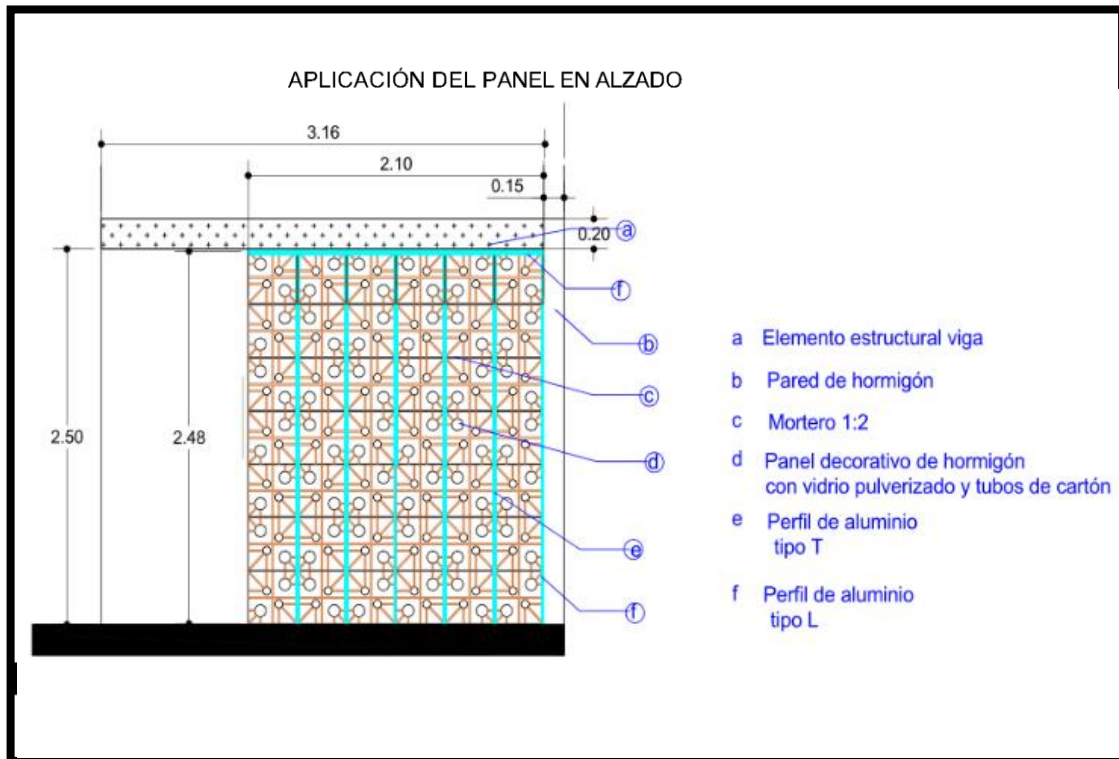 APLICACIÓN DEL PANEL EN ALZADO
3.16
2.10
0.15
0.20
a
f
b
c
d
e
f
2.50
2.48
a Elemento estructural viga
b Pared de hormigón
c Mortero 1:2
d Panel decorativo de hormigón
con vidrio pulverizado y tubos de cartón
e Perfil de aluminio
tipo T
f Perfil de aluminio
tipo L